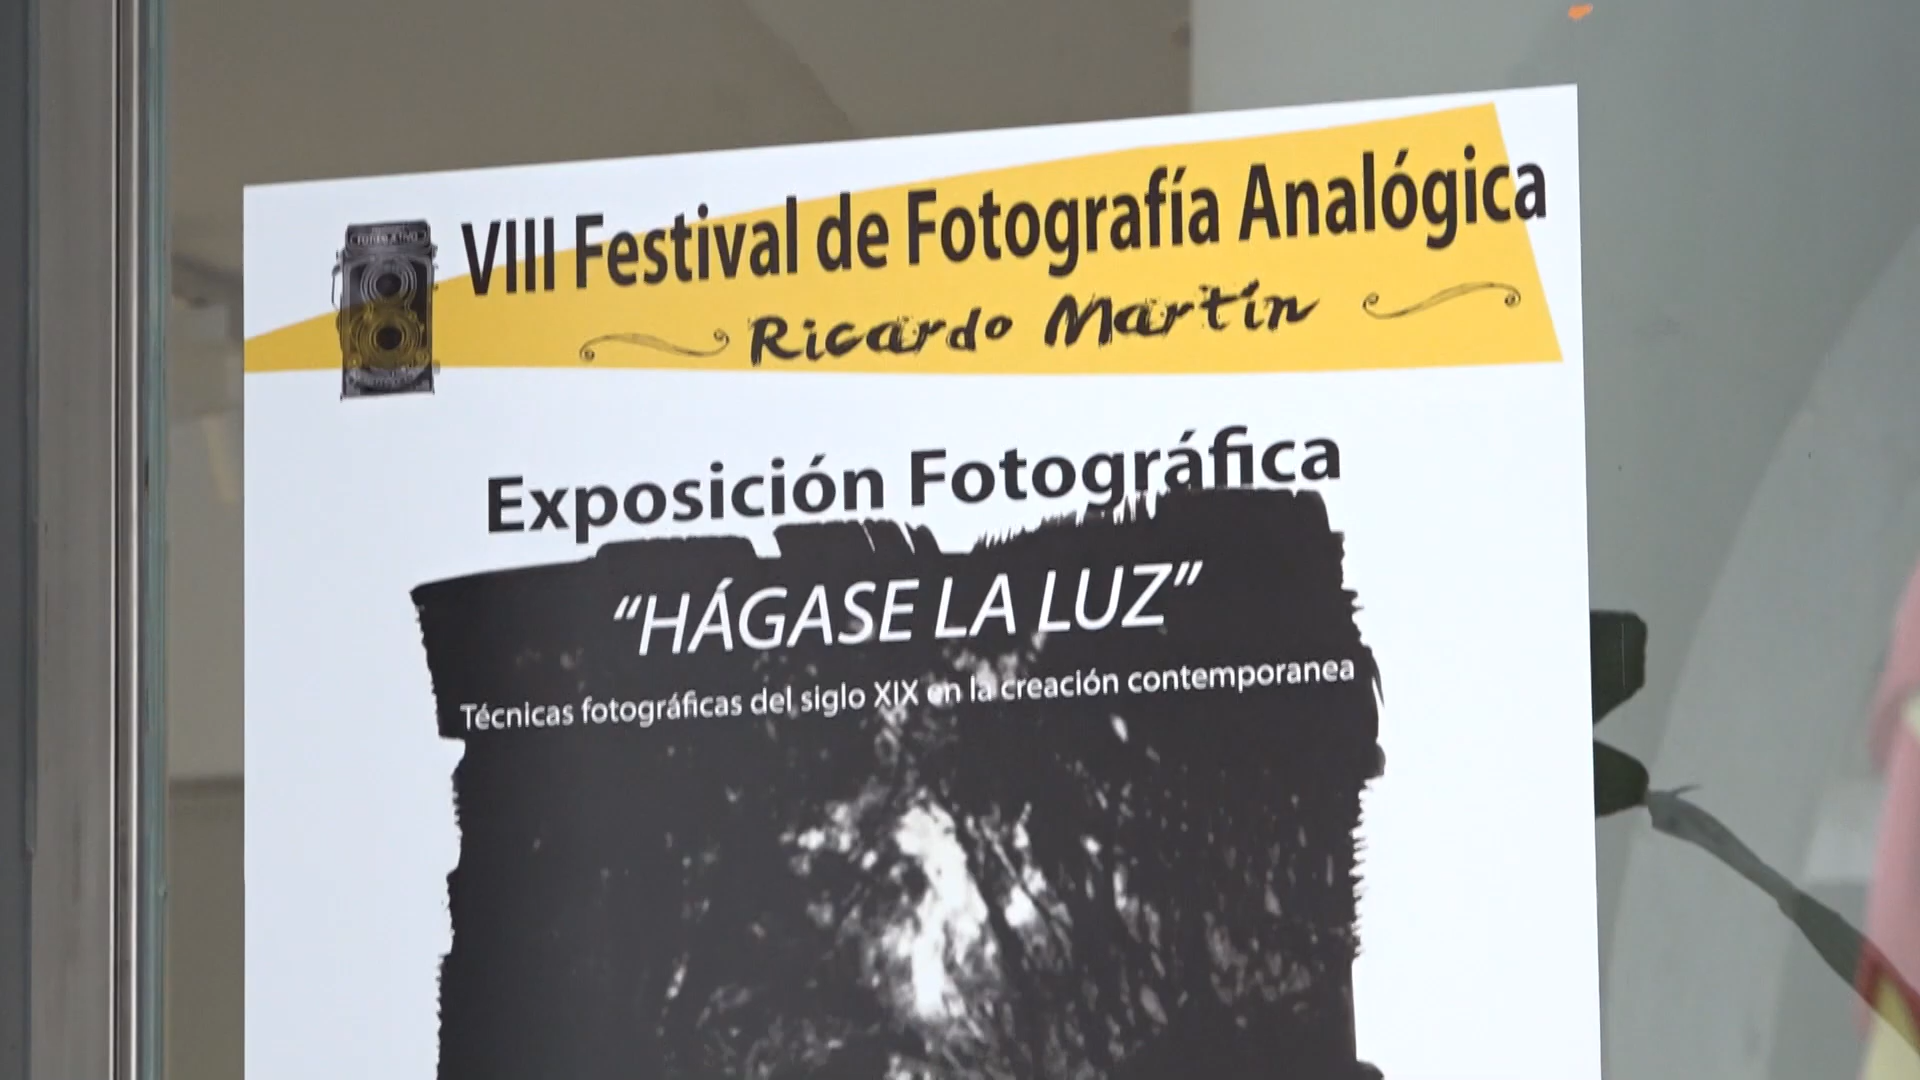 VIII Festival de Fotografía Analógica
Ricardo Martín
Exposición Fotográfica
“HÁGASE LA LUZ”
Técnicas fotográficas del siglo XIX en la creación contemporanea